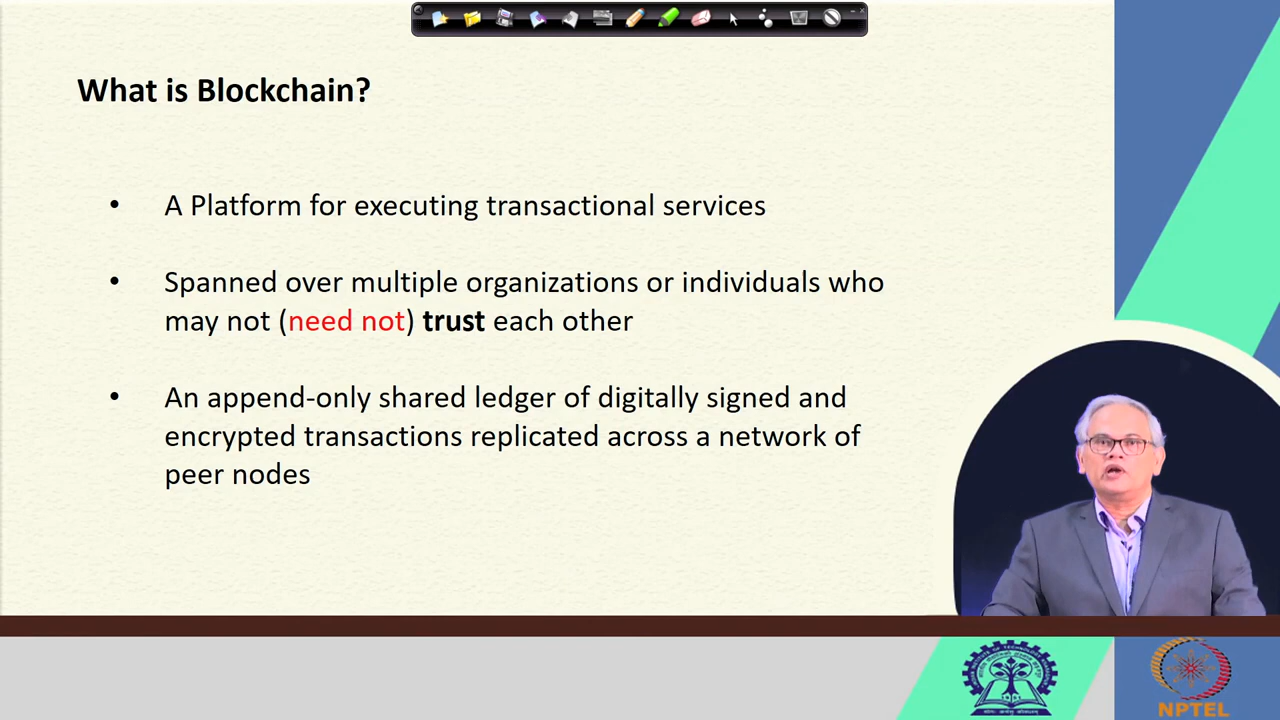 What is Blockchain?
• A Platform for executing transactional services
• Spanned over multiple organizations or individuals who
may not (need not) trust each other
• An append-only shared ledger of digitally signed and
encrypted transactions replicated across a network of
peer nodes
NPTEL